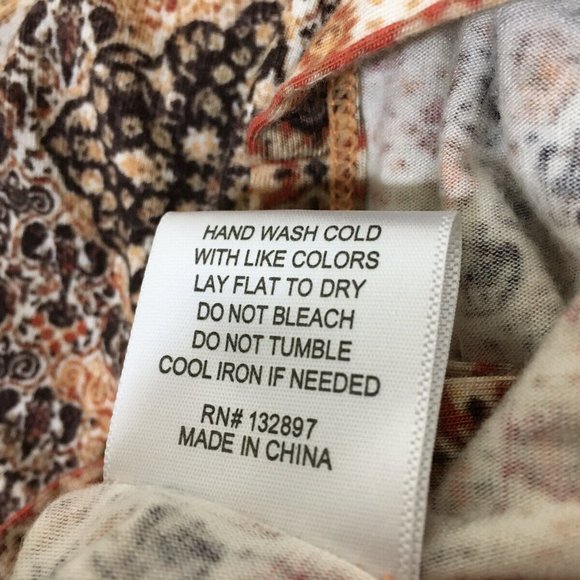 HAND WASH COLD
WITH LIKE COLORS
LAY FLAT TO DRY
DO NOT BLEACH
DO NOT TUMBLE
COOL IRON IF NEEDED
RN# 132897
MADE IN CHINA